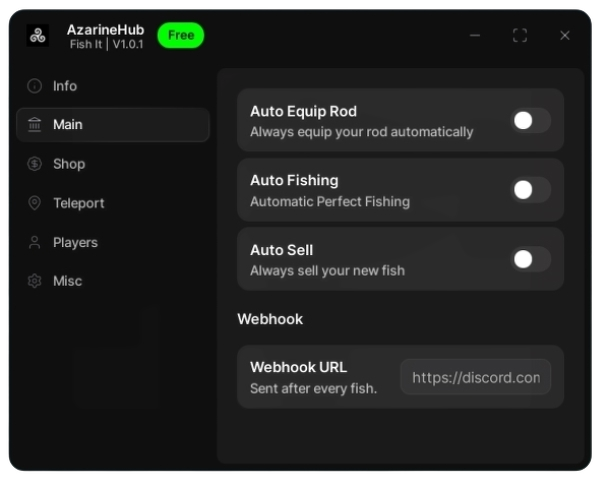 AzarineHub
Fish It | V1.0.1
Free
Info
Main
Shop
Teleport
Players
Misc
Auto Equip Rod
Always equip your rod automatically
Auto Fishing
Automatic Perfect Fishing
Auto Sell
Always sell your new fish
Webhook
Webhook URL
Sent after every fish.
https://discord.con